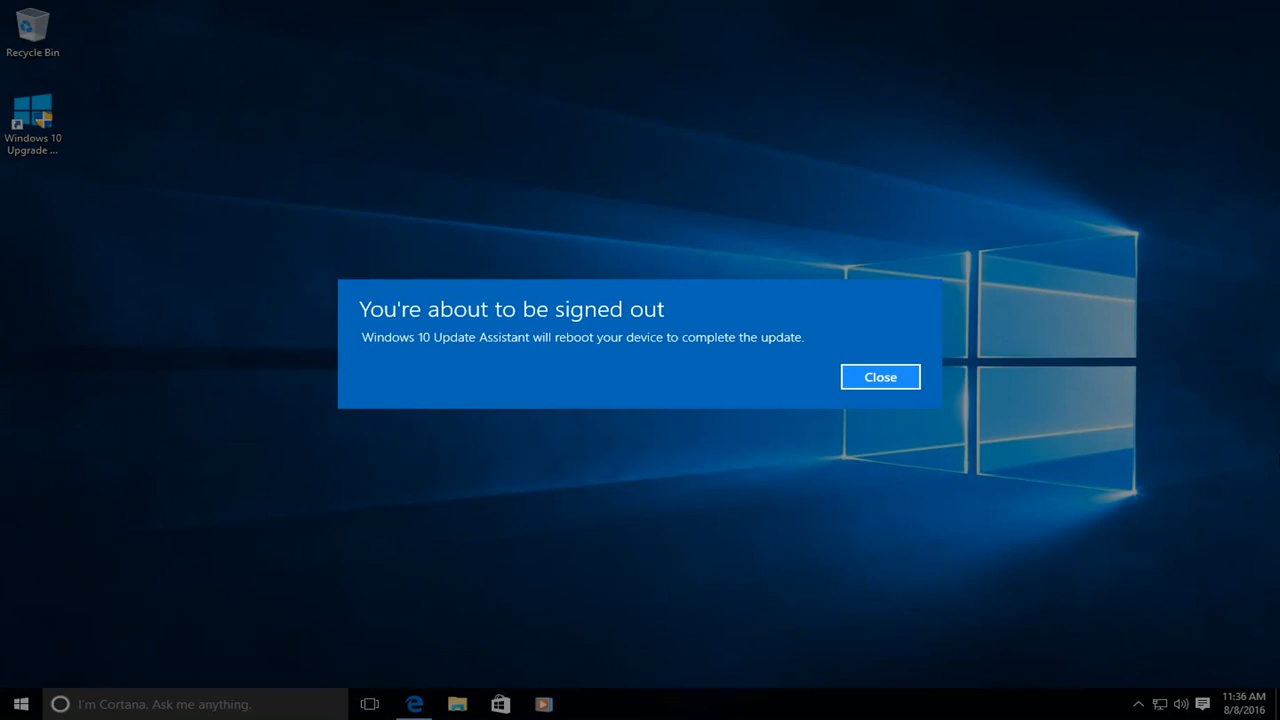 Recycle Bin
Windows 10
Upgrade ...
You're about to be signed out
Windows 10 Update Assistant will reboot your device to complete the update.
Close
I'm Cortana. Ask me anything.
11:36 AM
8/8/2016